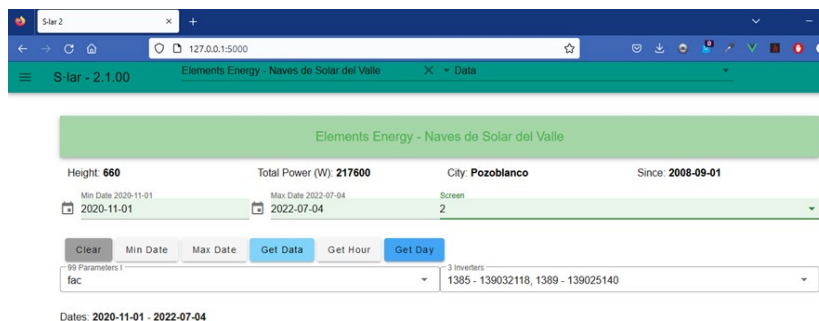 S-lar 2
127.0.0.1:5000
S-lar - 2.1.00
Elements Energy - Naves de Solar del Valle
Data
Elements Energy - Naves de Solar del Valle
Height: 660 Total Power (W): 217600 City: Pozoblanco Since: 2008-09-01
Min Date 2020-11-01 Max Date 2022-07-04 Screen
2020-11-01 2022-07-04 2
Clear Min Date Max Date Get Data Get Hour Get Day
99 Parameters I 3 Inverters
fac 1385 - 139032118, 1389 - 139025140
Dates: 2020-11-01 - 2022-07-04